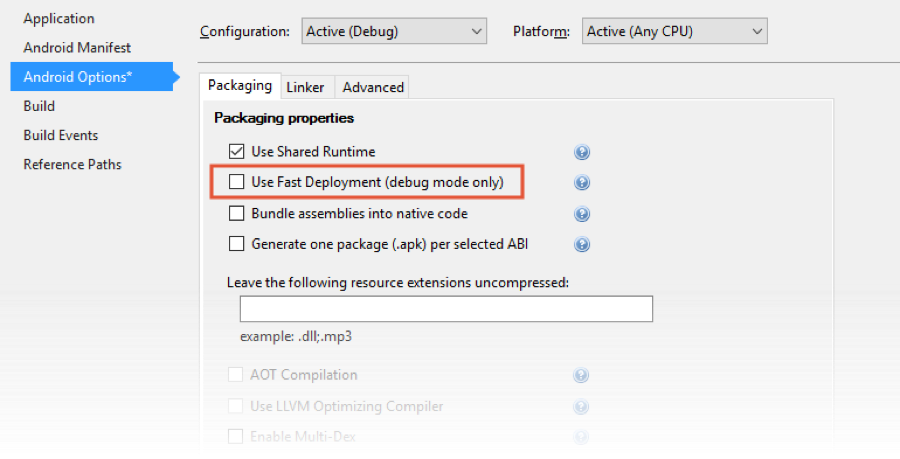 Application
Android Manifest
Android Options*
Build
Build Events
Reference Paths
Configuration: Active (Debug) Platform: Active (Any CPU)
Packaging Linker Advanced
Packaging properties
Use Shared Runtime
Use Fast Deployment (debug mode only)
Bundle assemblies into native code
Generate one package (.apk) per selected ABI
Leave the following resource extensions uncompressed:
example: .dll;.mp3
AOT Compilation
Use LLVM Optimizing Compiler
Enable Multi-Dex